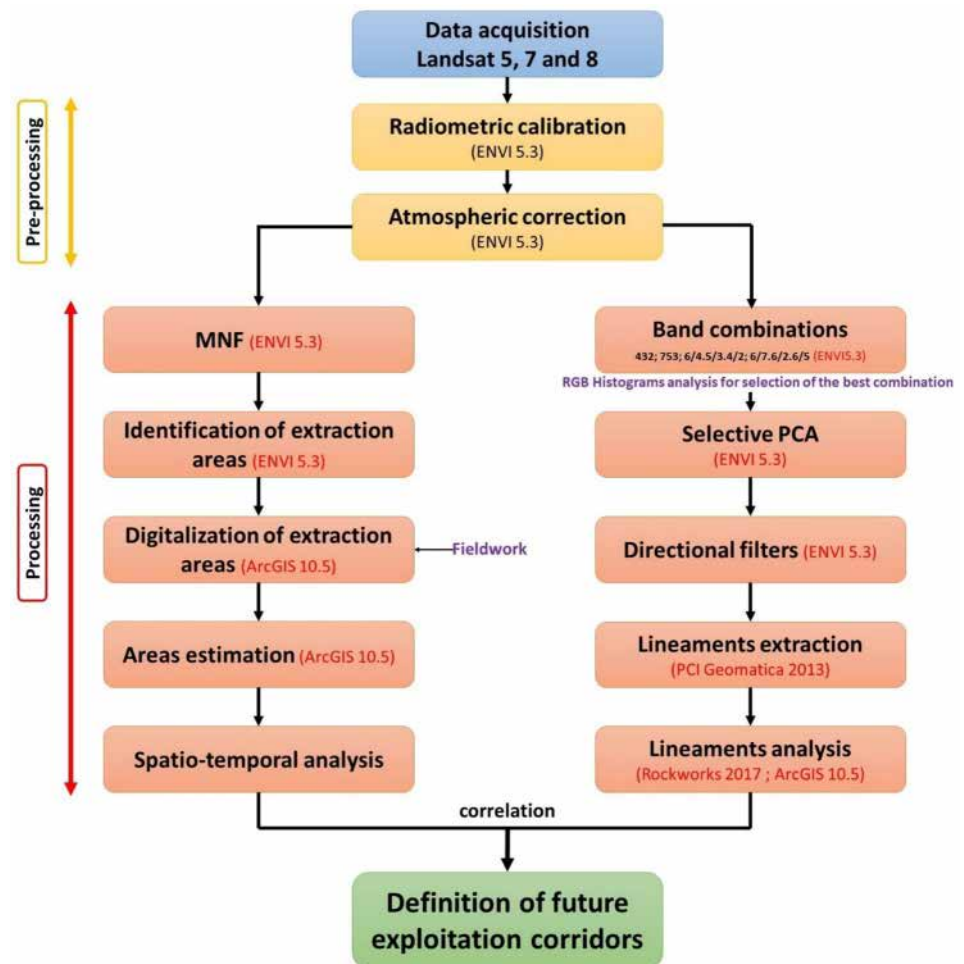 Data acquisition
Landsat 5, 7 and 8
Pre-processing
Radiometric calibration
(ENVI 5.3)
Atmospheric correction
(ENVI 5.3)
Processing
MNF (ENVI 5.3)
Identification of extraction
areas (ENVI 5.3)
Digitalization of extraction
areas (ArcGIS 10.5)
Fieldwork
Areas estimation (ArcGIS 10.5)
Spatio-temporal analysis
Band combinations
432; 753; 6/4.5/3.4/2; 6/7.6/2.6/5 (ENVI5.3)
RGB Histograms analysis for selection of the best combination
Selective PCA
(ENVI 5.3)
Directional filters (ENVI 5.3)
Lineaments extraction
(PCI Geomatica 2013)
Lineaments analysis
(Rockworks 2017 ; ArcGIS 10.5)
correlation
Definition of future
exploitation corridors